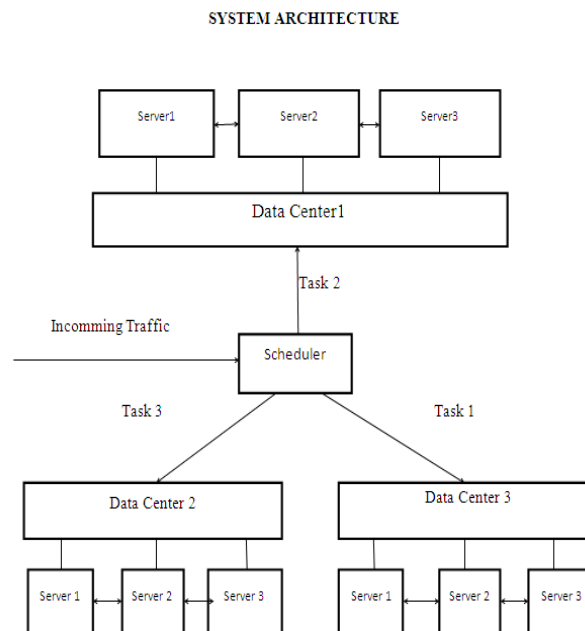 SYSTEM ARCHITECTURE
Server1
Server2
Server3
Data Center1
Task 2
Incomming Traffic
Scheduler
Task 3
Task 1
Data Center 2
Data Center 3
Server 1
Server 2
Server 3
Server 1
Server 2
Server 3